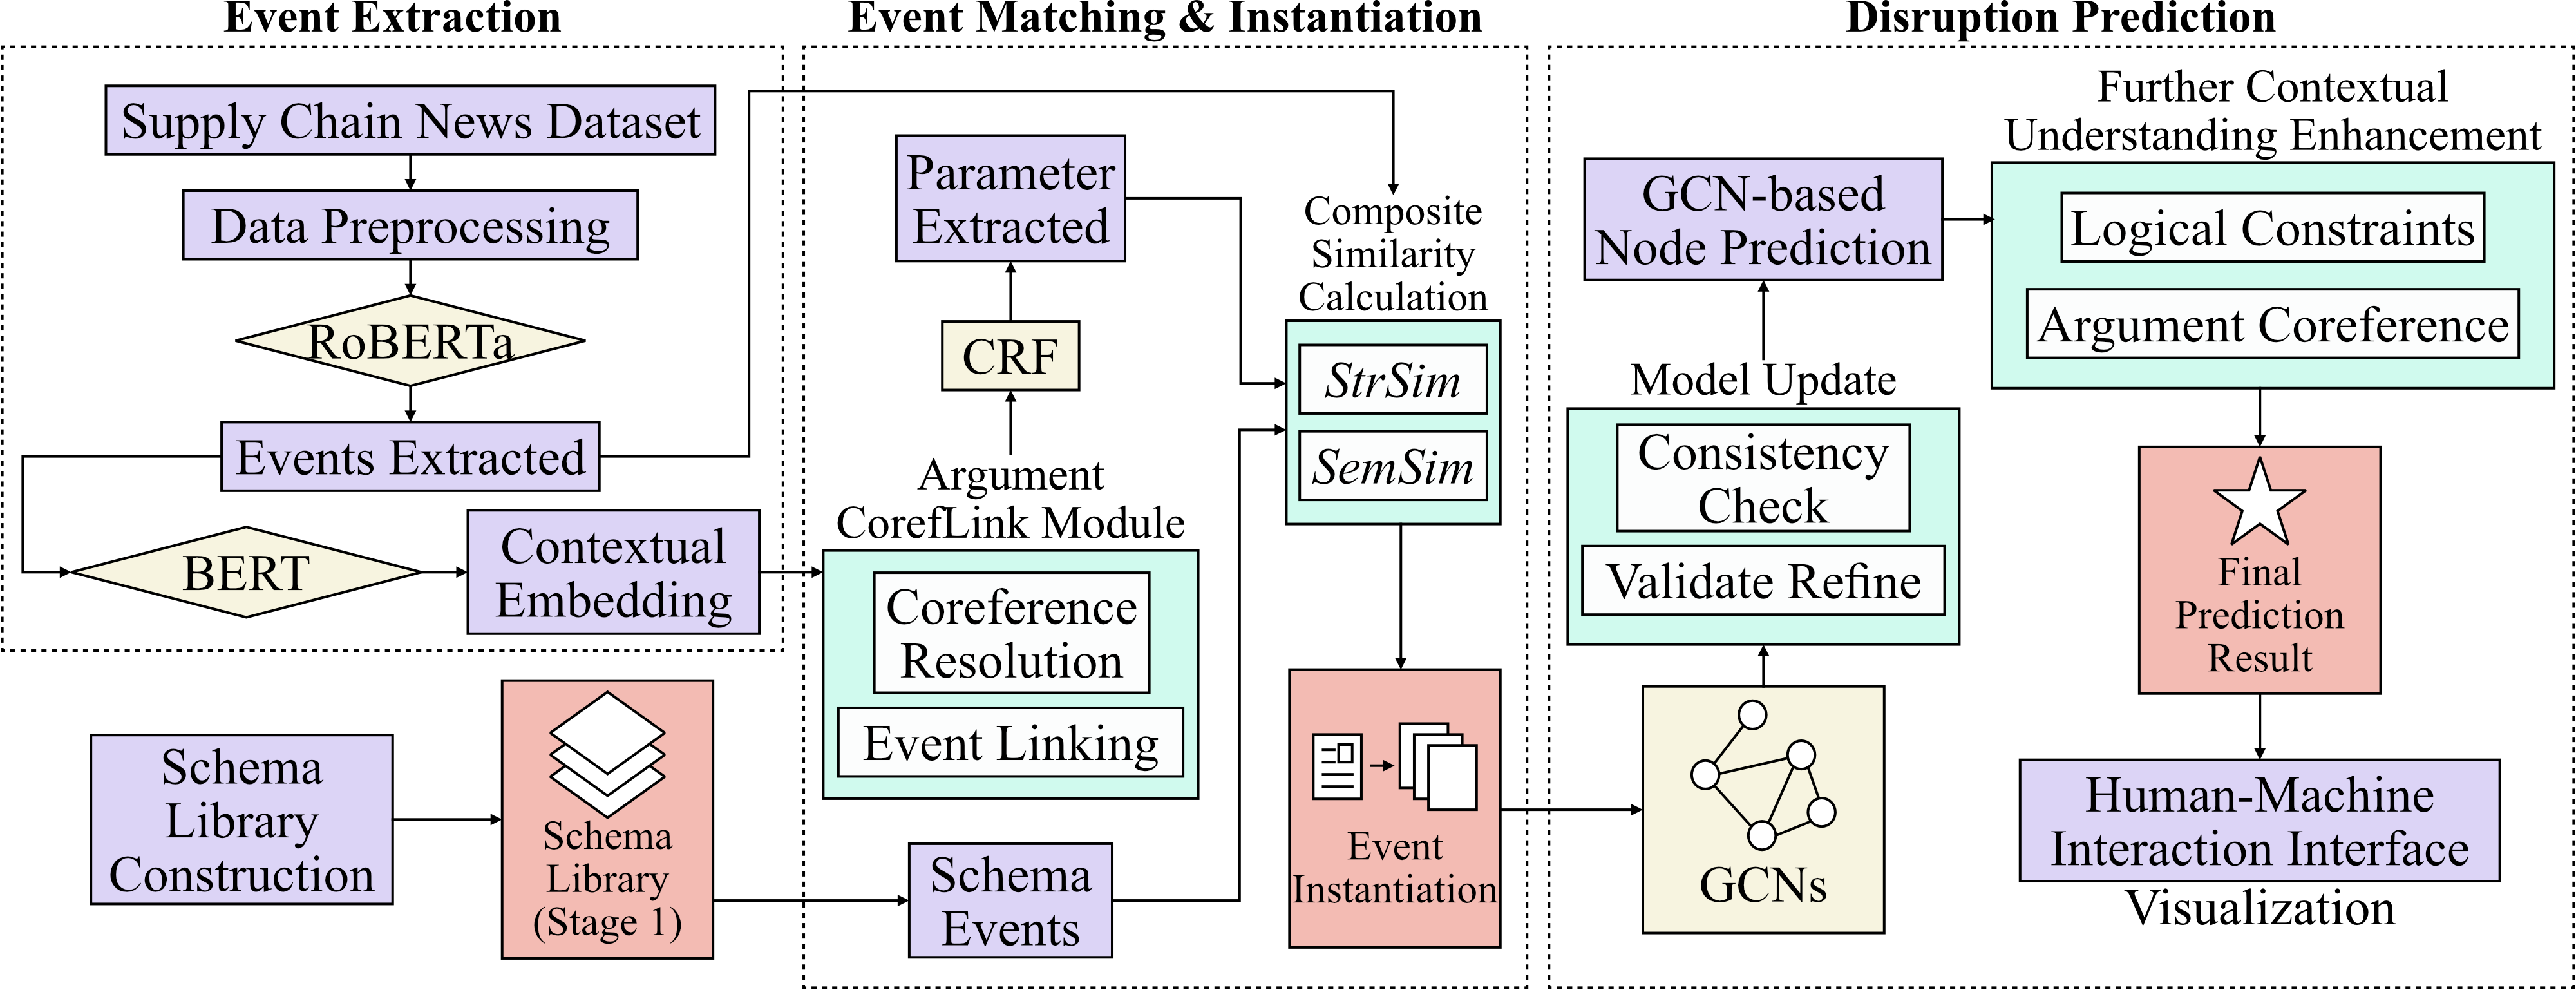 Event Extraction
Supply Chain News Dataset
Data Preprocessing
RoBERTa
Events Extracted
BERT
Contextual
Embedding
Schema
Library
Construction
Schema
Library
(Stage 1)
Event Matching & Instantiation
Parameter
Extracted
CRF
Argument
CorefLink Module
Coreference
Resolution
Event Linking
Schema
Events
Composite
Similarity
Calculation
StrSim
SemSim
Event
Instantiation
Disruption Prediction
GCN-based
Node Prediction
Model Update
Consistency
Check
Validate Refine
GCNs
Further Contextual
Understanding Enhancement
Logical Constraints
Argument Coreference
Final
Prediction
Result
Human-Machine
Interaction Interface
Visualization